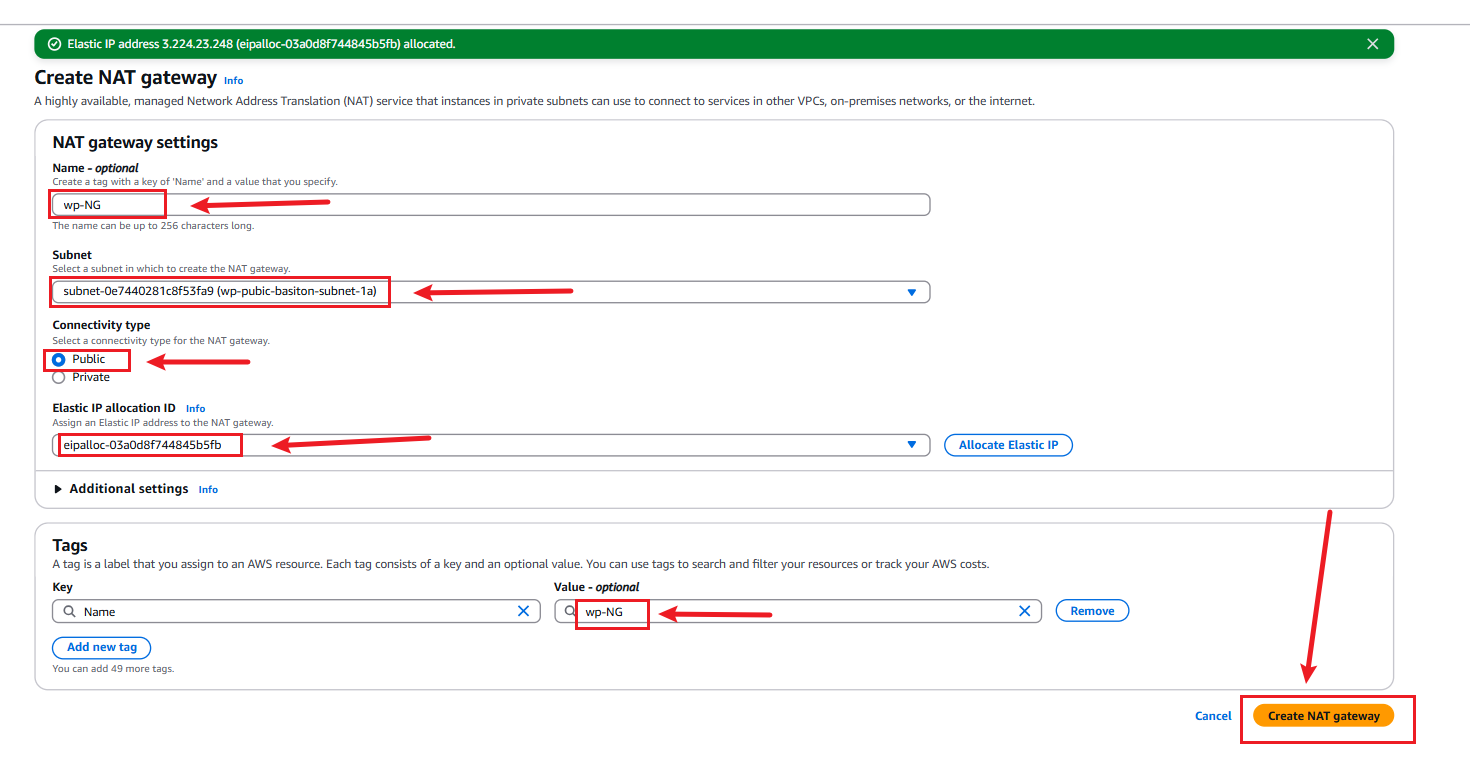 Elastic IP address 3.224.23.248 (eipalloc-03a0d8f744845b5fb) allocated.
Create NAT gateway Info
A highly available, managed Network Address Translation (NAT) service that instances in private subnets can use to connect to services in other VPCs, on-premises networks, or the internet.
NAT gateway settings
Name - optional
Create a tag with a key of 'Name' and a value that you specify.
wp-NG
The name can be up to 256 characters long.
Subnet
Select a subnet in which to create the NAT gateway.
subnet-0e7440281c8f53fa9 (wp-pubic-basiton-subnet-1a)
Connectivity type
Select a connectivity type for the NAT gateway.
Public
Private
Elastic IP allocation ID Info
Assign an Elastic IP address to the NAT gateway.
eipalloc-03a0d8f744845b5fb Allocate Elastic IP
Additional settings Info
Tags
A tag is a label that you assign to an AWS resource. Each tag consists of a key and an optional value. You can use tags to search and filter your resources or track your AWS costs.
Key Value - optional
Name wp-NG Remove
Add new tag
You can add 49 more tags.
Cancel Create NAT gateway